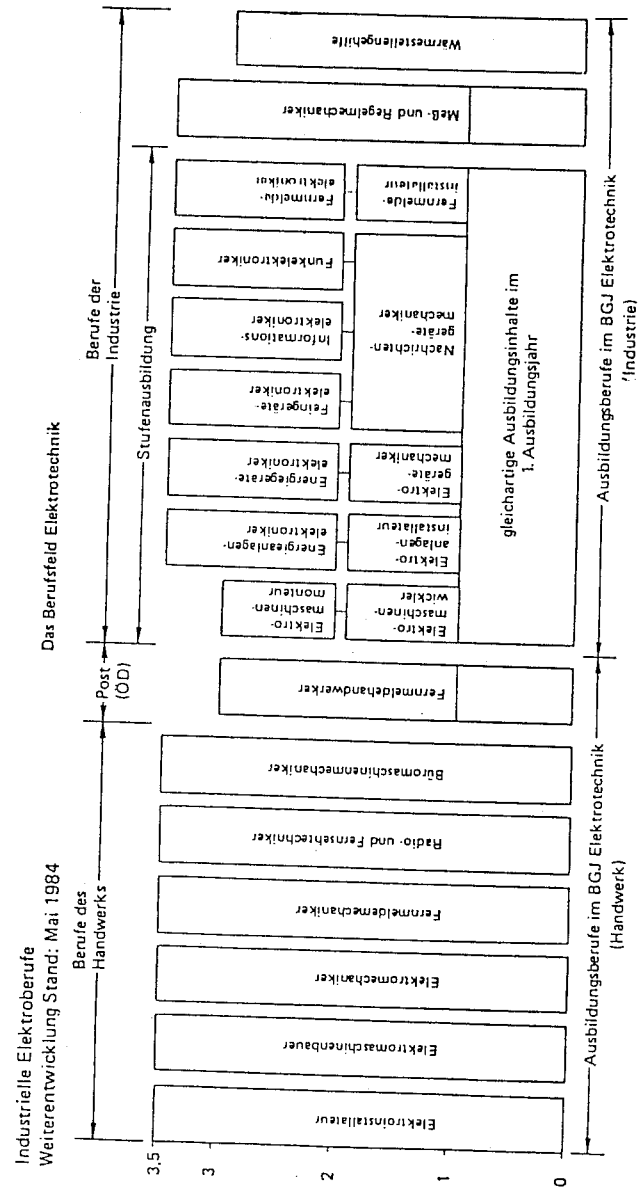 Industrielle Elektroberufe
Weiterentwicklung Stand: Mai 1984
Das Berufsfeld Elektrotechnik
Berufe des
Handwerks
Post
(ÖD)
Berufe der
Industrie
Stufenausbildung
3,5
3
2
1
0
Elektroinstallateur
Elektromaschinenbauer
Elektromechaniker
Fernmeldemechaniker
Radio- und Fernsehtechniker
Büromaschinenmechaniker
Fernmeldehandwerker
Elektro-
maschinen-
monteur
Elektro-
maschinen-
wickler
Energieanlagen-
elektroniker
Elektro-
anlagen-
installateur
Energiegeräte-
elektroniker
Elektro-
geräte-
mechaniker
Feingeräte-
elektroniker
Informations-
elektroniker
Funkelektroniker
Nachrichten-
geräte-
mechaniker
Fernmelde-
elektroniker
Fernmelde-
installateur
gleichartige Ausbildungsinhalte im
1. Ausbildungsjahr
Meß- und Regelmechaniker
Wärmestellengehilfe
Ausbildungsberufe im BGJ Elektrotechnik
(Handwerk)
Ausbildungsberufe im BGJ Elektrotechnik
(Industrie)